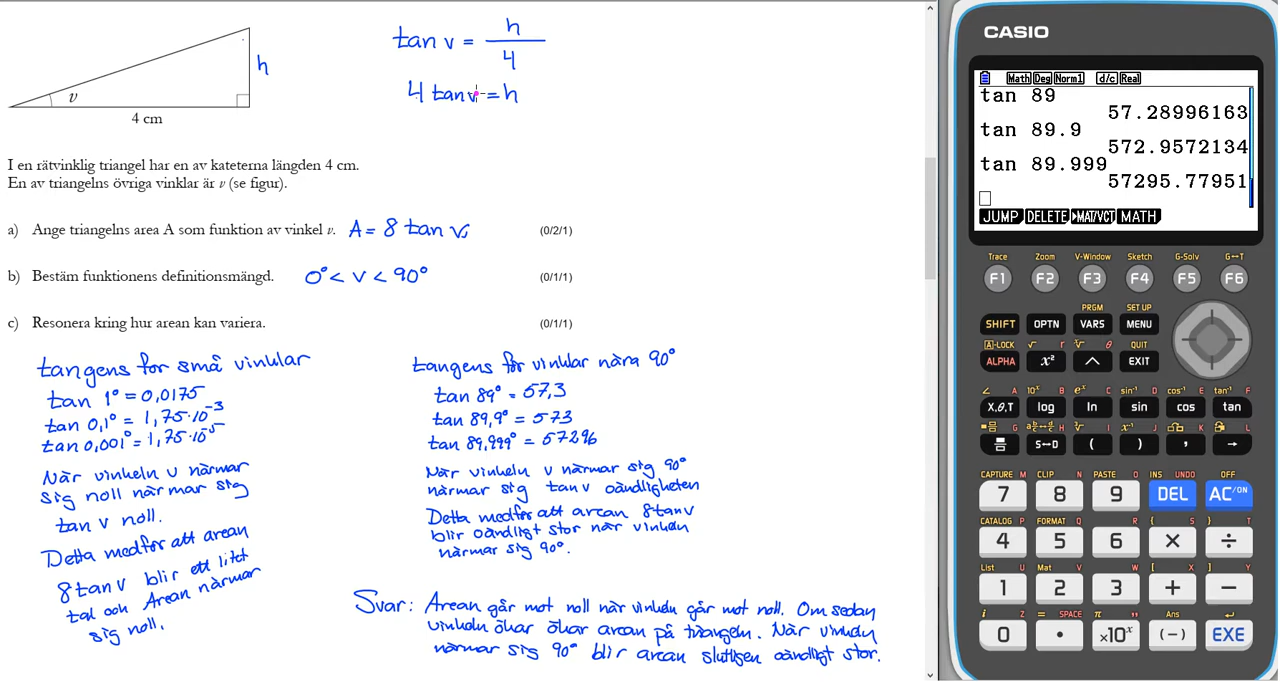 tan v = h / 4
h
4 tan v = h
v
4 cm
I en rätvinklig triangel har en av kateterna längden 4 cm.
En av triangelns övriga vinklar är v (se figur).
a) Ange triangelns area A som funktion av vinkel v. A = 8 tan v (0/2/1)
b) Bestäm funktionens definitionsmängd. 0° < v < 90° (0/1/1)
c) Resonera kring hur arean kan variera. (0/1/1)
tangens för små vinklar
tan 1° = 0,0175
tan 0,1° = 1,75·10⁻³
tan 0,001° = 1,75·10⁻⁵
När vinkeln v närmar
sig noll närmar sig
tan v noll.
Detta medför att arean
8 tan v blir ett litet
tal och Arean närmar
sig noll.
tangens för vinklar nära 90°
tan 89° = 57,3
tan 89,9° = 573
tan 89,999° = 57296
När vinkeln v närmar sig 90°
närmar sig tan v oändligheten
Detta medför att arean 8 tan v
blir oändligt stor när vinkeln
närmar sig 90°.
Svar: Arean går mot noll när vinkeln går mot noll. Om sedan
vinkeln ökar ökar arean på triangeln. När vinkeln
närmar sig 90° blir arean slutligen oändligt stor.
CASIO
Math Deg Norm1 d/c Real
tan 89
57.28996163
tan 89.9
572.9572134
tan 89.999
57295.77951
JUMP DELETE ▶MAT/VCT MATH
Trace Zoom V-Window Sketch G-Solv G↔T
F1 F2 F3 F4 F5 F6
PRGM SET UP
SHIFT OPTN VARS MENU
A-LOCK √ r ∛ θ QUIT
ALPHA x² ^ EXIT
∠ A 10ˣ B eˣ C sin⁻¹ D cos⁻¹ E tan⁻¹ F
X,θ,T log ln sin cos tan
G H I x⁻¹ J K L
S↔D ( ) , →
CAPTURE M CLIP N PASTE O INS UNDO OFF
7 8 9 DEL AC/ON
CATALOG P FORMAT Q R { S } T
4 5 6 × ÷
List U Mat V W [ X ] Y
1 2 3 + −
i Z = SPACE π " Ans
0 • ×10ˣ (−) EXE